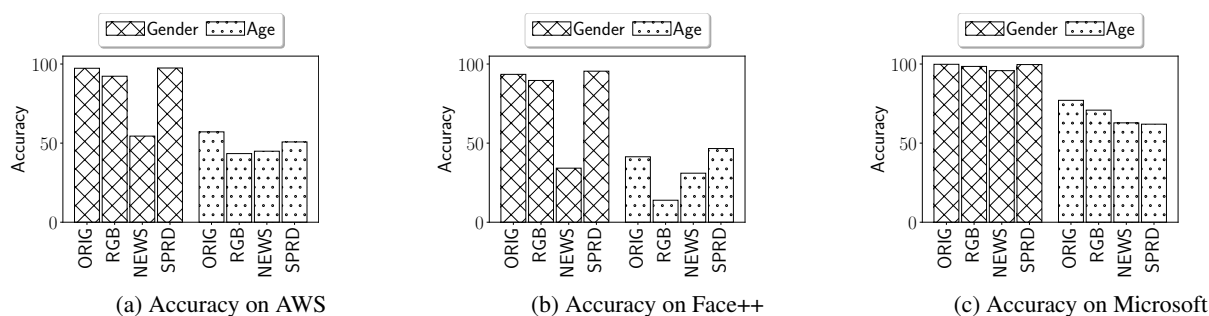 Gender Age
Accuracy
100
50
0
ORIG RGB NEWS SPRD ORIG RGB NEWS SPRD
(a) Accuracy on AWS
Gender Age
Accuracy
100
50
0
ORIG RGB NEWS SPRD ORIG RGB NEWS SPRD
(b) Accuracy on Face++
Gender Age
Accuracy
100
50
0
ORIG RGB NEWS SPRD ORIG RGB NEWS SPRD
(c) Accuracy on Microsoft